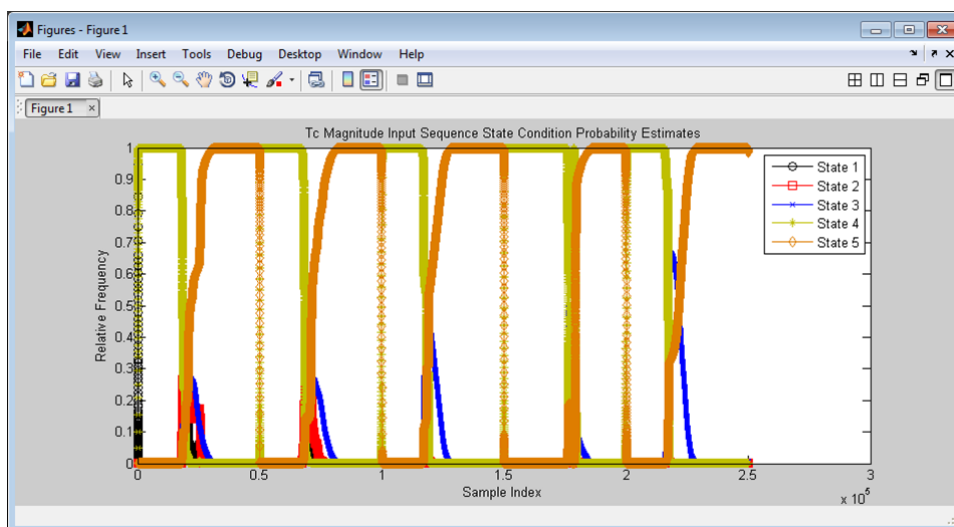 Figures - Figure 1
File Edit View Insert Tools Debug Desktop Window Help
Figure 1
Tc Magnitude Input Sequence State Condition Probability Estimates
1
0.9
0.8
0.7
0.6
0.5
0.4
0.3
0.2
0.1
0
Relative Frequency
State 1
State 2
State 3
State 4
State 5
0 0.5 1 1.5 2 2.5 3
Sample Index
x 10^5